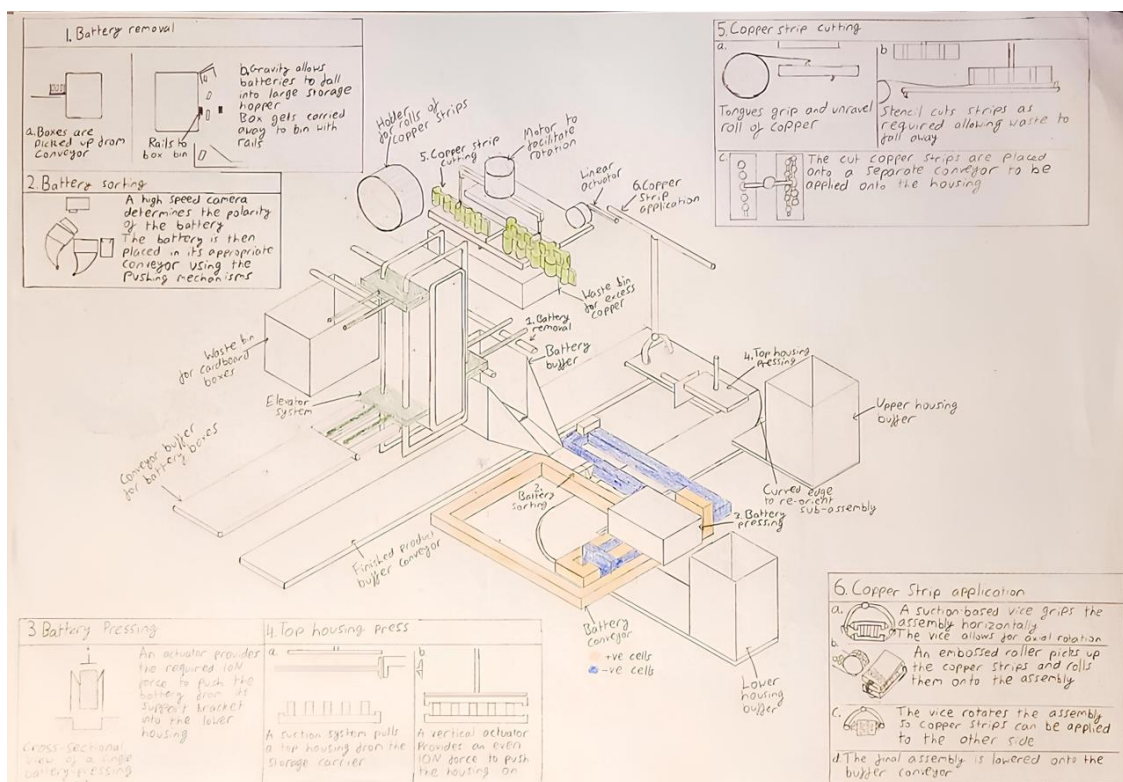 1. Battery removal
a. Boxes are
picked up from
conveyor
Rails to
box bin
b. Gravity allows
batteries to fall
into large storage
hopper
Box gets carried
away to bin with
rails
2. Battery sorting
A high speed camera
determines the polarity
of the battery
The battery is then
placed in its appropriate
conveyor using the
pushing mechanisms
Holder
for rolls of
copper strips
5. Copper strip
cutting
Motor to
facilitate
rotation
Linear
actuator
6. Copper
strip
application
5. Copper strip cutting
a.
Tongues grip and unravel
roll of copper
b
Stencil cuts strips as
required allowing waste to
fall away
c.
The cut copper strips are placed
onto a separate conveyor to be
applied onto the housing
Waste bin
for cardboard
boxes
Elevator
system
Conveyor buffer
for battery boxes
1. Battery
removal
Battery
buffer
Waste bin
for excess
copper
4. Top housing
pressing
Upper housing
buffer
Curved edge
to re-orient
sub-assembly
2.
Battery
sorting
3. Battery
pressing
Finished product
buffer conveyor
Battery
conveyor
+ve cells
-ve cells
Lower
housing
buffer
3. Battery Pressing
An actuator provides
the required 10N
force to push the
battery from its
support bracket
into the lower
housing
Cross-sectional
view of a single
battery pressing
4. Top housing press
a
A suction system pulls
a top housing from the
storage carrier
b
A vertical actuator
Provides an even
10N force to push
the housing on
6. Copper Strip application
a.
A suction-based vice grips the
assembly horizontally
The vice allows for axial rotation
b.
An embossed roller picks up
the copper strips and rolls
them onto the assembly
c.
The vice rotates the assembly
so copper strips can be applied
to the other side
d. The final assembly is lowered onto the
buffer conveyor